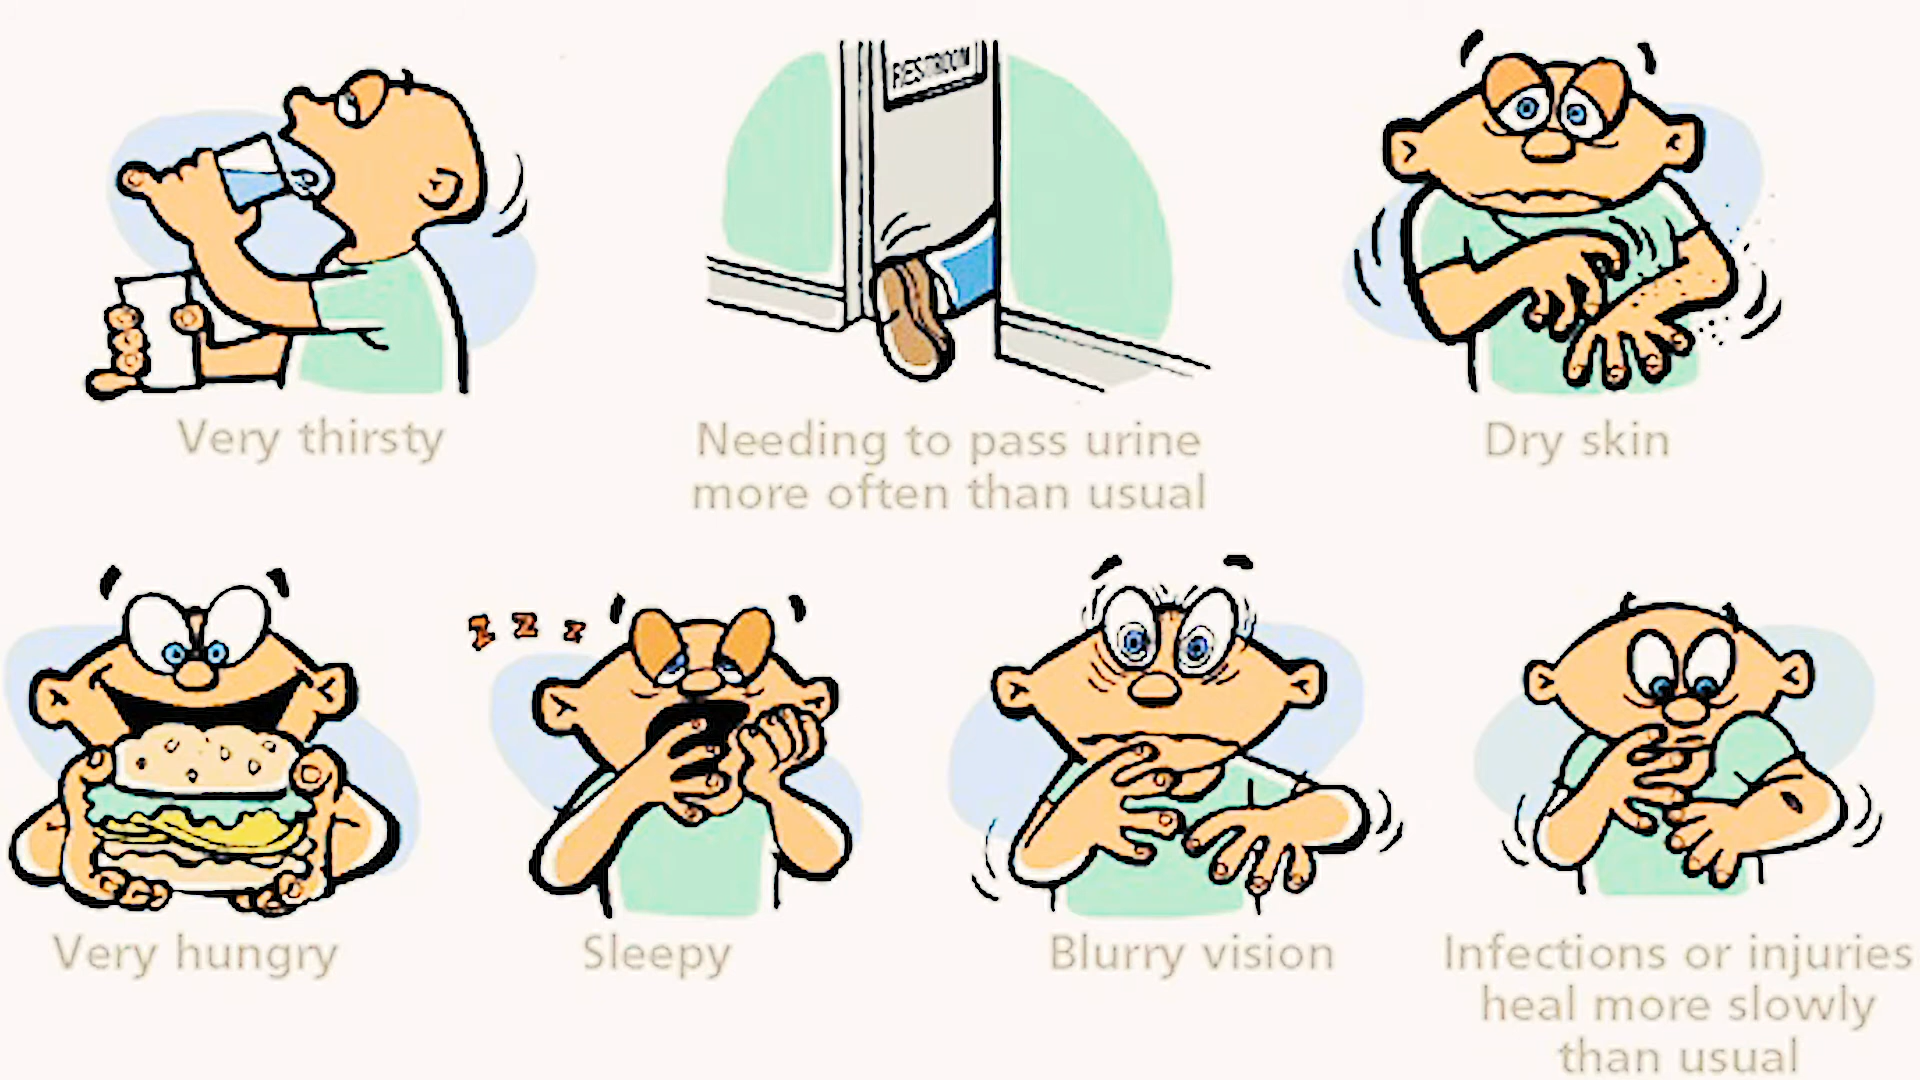 RESTROOM
Very thirsty
Needing to pass urine
more often than usual
Dry skin
z z z
Very hungry
Sleepy
Blurry vision
Infections or injuries
heal more slowly
than usual